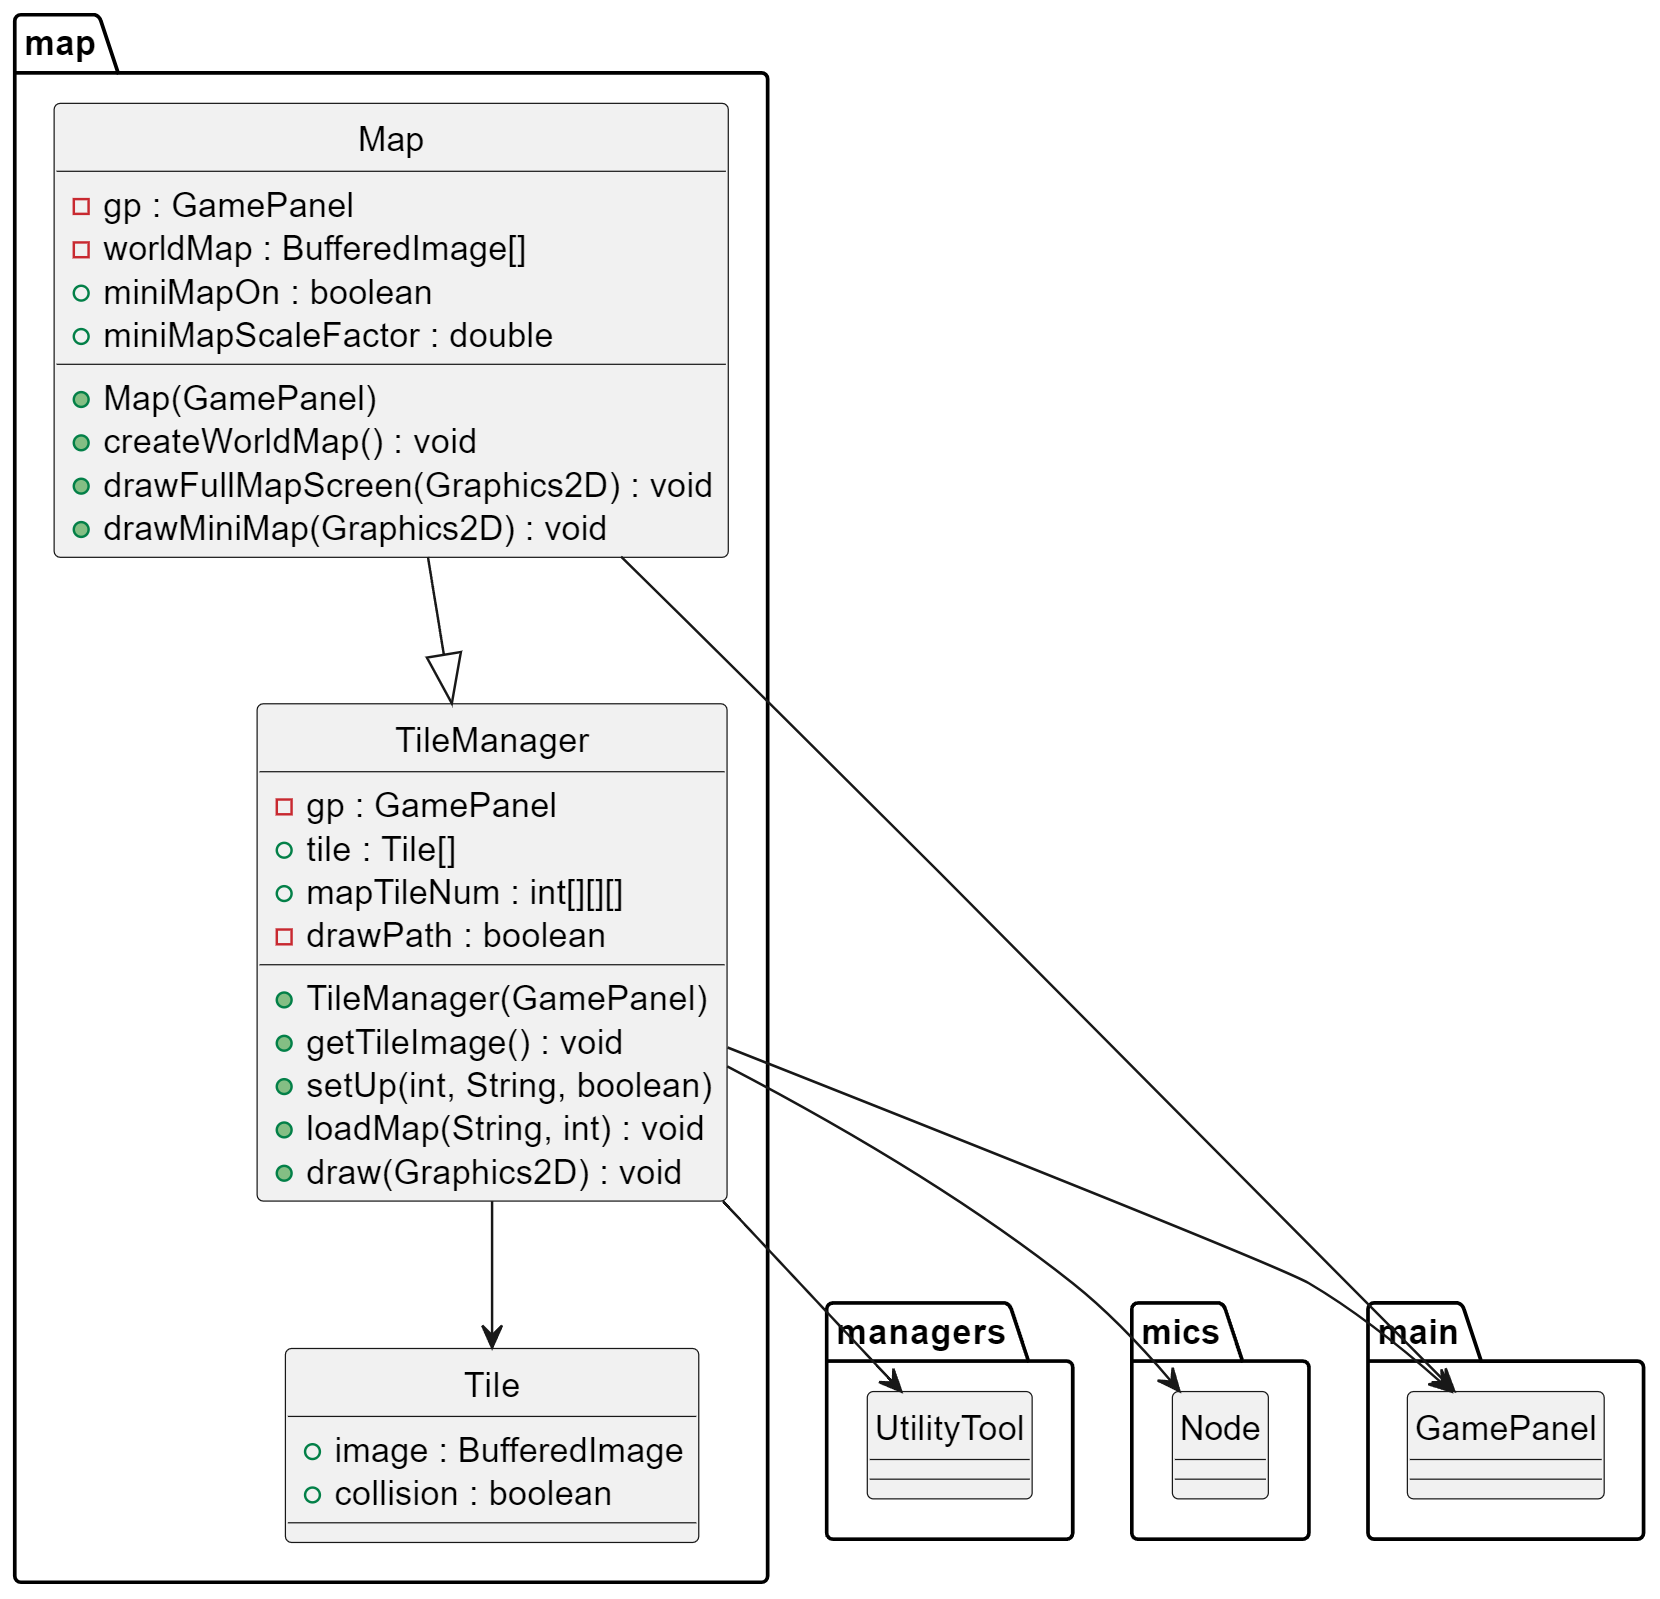 map
Map
gp : GamePanel
worldMap : BufferedImage[]
miniMapOn : boolean
miniMapScaleFactor : double
Map(GamePanel)
createWorldMap() : void
drawFullMapScreen(Graphics2D) : void
drawMiniMap(Graphics2D) : void
TileManager
gp : GamePanel
tile : Tile[]
mapTileNum : int[][][]
drawPath : boolean
TileManager(GamePanel)
getTileImage() : void
setUp(int, String, boolean)
loadMap(String, int) : void
draw(Graphics2D) : void
Tile
image : BufferedImage
collision : boolean
managers
UtilityTool
mics
Node
main
GamePanel